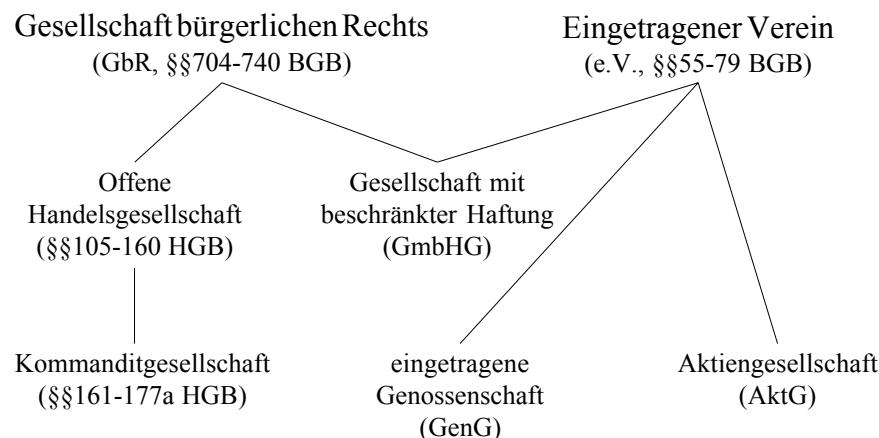 Gesellschaft bürgerlichen Rechts
(GbR, §§704-740 BGB)
Eingetragener Verein
(e.V., §§55-79 BGB)
Offene
Handelsgesellschaft
(§§105-160 HGB)
Gesellschaft mit
beschränkter Haftung
(GmbHG)
Kommanditgesellschaft
(§§161-177a HGB)
eingetragene
Genossenschaft
(GenG)
Aktiengesellschaft
(AktG)